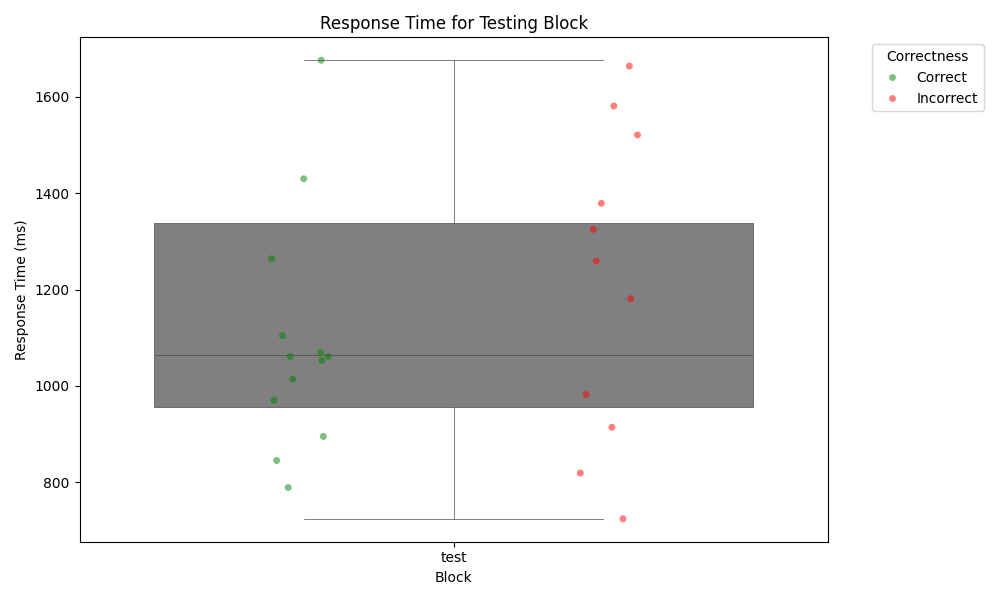 Response Time for Testing Block
Correctness
Correct
Incorrect
Response Time (ms)
1600
1400
1200
1000
800
test
Block